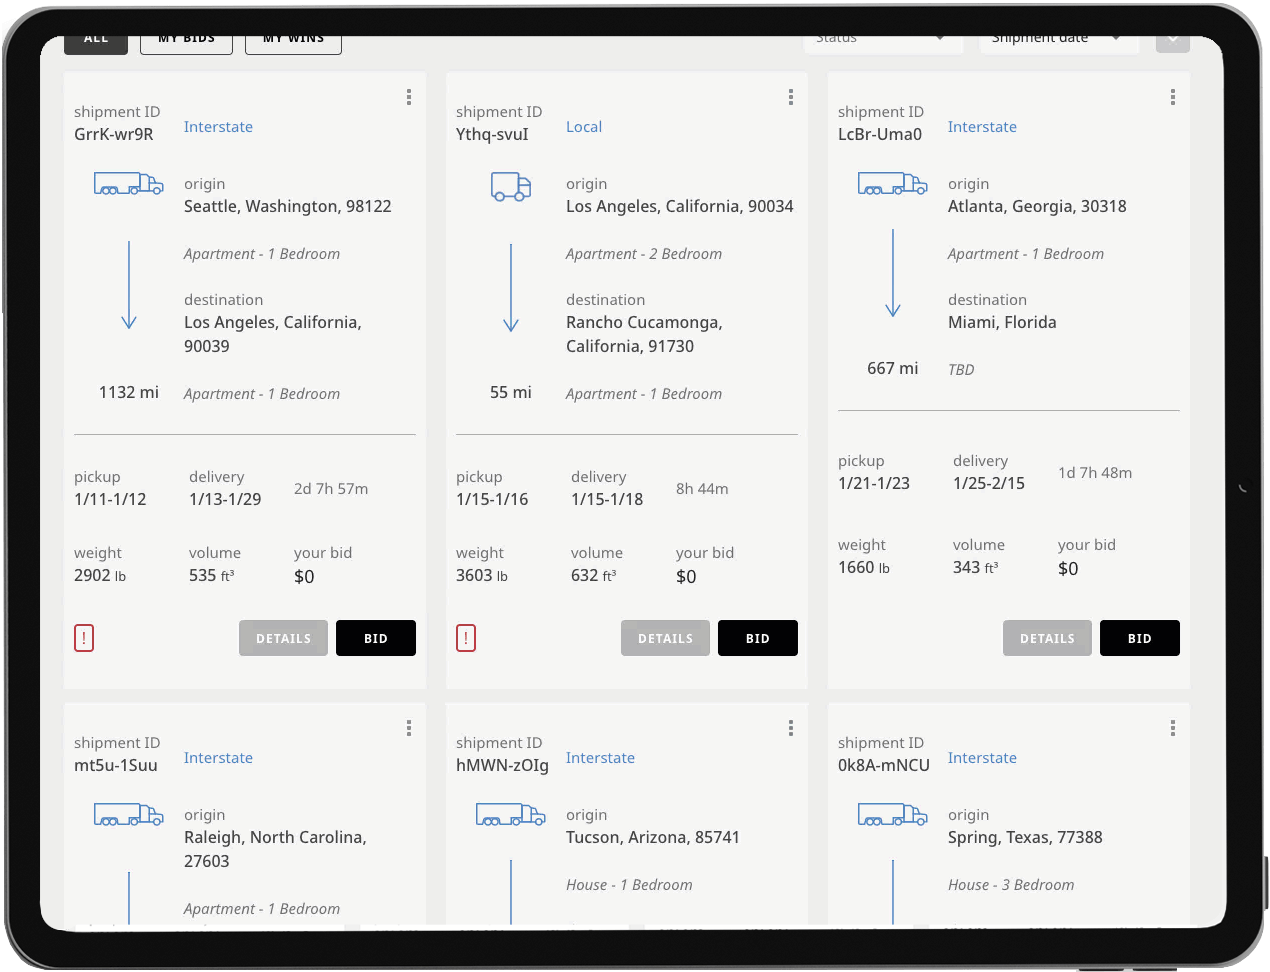 ALL
MY BIDS
MY WINS
Status
Shipment date
shipment ID
GrrK-wr9R
Interstate
origin
Seattle, Washington, 98122
Apartment - 1 Bedroom
destination
Los Angeles, California,
90039
1132 mi
Apartment - 1 Bedroom
pickup
1/11-1/12
delivery
1/13-1/29
2d 7h 57m
weight
2902 lb
volume
535 ft³
your bid
$0
!
DETAILS
BID
shipment ID
Ythq-svuI
Local
origin
Los Angeles, California, 90034
Apartment - 2 Bedroom
destination
Rancho Cucamonga,
California, 91730
55 mi
Apartment - 1 Bedroom
pickup
1/15-1/16
delivery
1/15-1/18
8h 44m
weight
3603 lb
volume
632 ft³
your bid
$0
!
DETAILS
BID
shipment ID
LcBr-Uma0
Interstate
origin
Atlanta, Georgia, 30318
Apartment - 1 Bedroom
destination
Miami, Florida
667 mi
TBD
pickup
1/21-1/23
delivery
1/25-2/15
1d 7h 48m
weight
1660 lb
volume
343 ft³
your bid
$0
DETAILS
BID
shipment ID
mt5u-1Suu
Interstate
origin
Raleigh, North Carolina,
27603
Apartment - 1 Bedroom
shipment ID
hMWN-zOIg
Interstate
origin
Tucson, Arizona, 85741
House - 1 Bedroom
shipment ID
0k8A-mNCU
Interstate
origin
Spring, Texas, 77388
House - 3 Bedroom